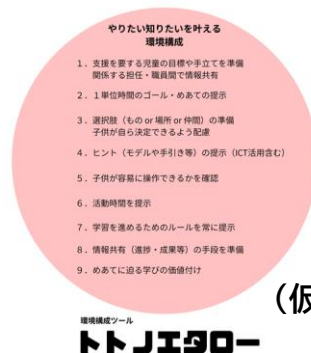 やりたい知りたいを叶える
環境構成
1．支援を要する児童の目標や手立てを準備
関係する担任・職員間で情報共有
2．1単位時間のゴール・めあての提示
3．選択肢（もの or 場所 or 仲間）の準備
子供が自ら決定できるよう配慮
4．ヒント（モデルや手引き等）の提示（ICT活用含む）
5．子供が容易に操作できるかを確認
6．活動時間を提示
7．学習を進めるためのルールを常に提示
8．情報共有（進捗・成果等）の手段を準備
9．めあてに迫る学びの価値付け
（仮
環境構成ツール
トトノエタロー